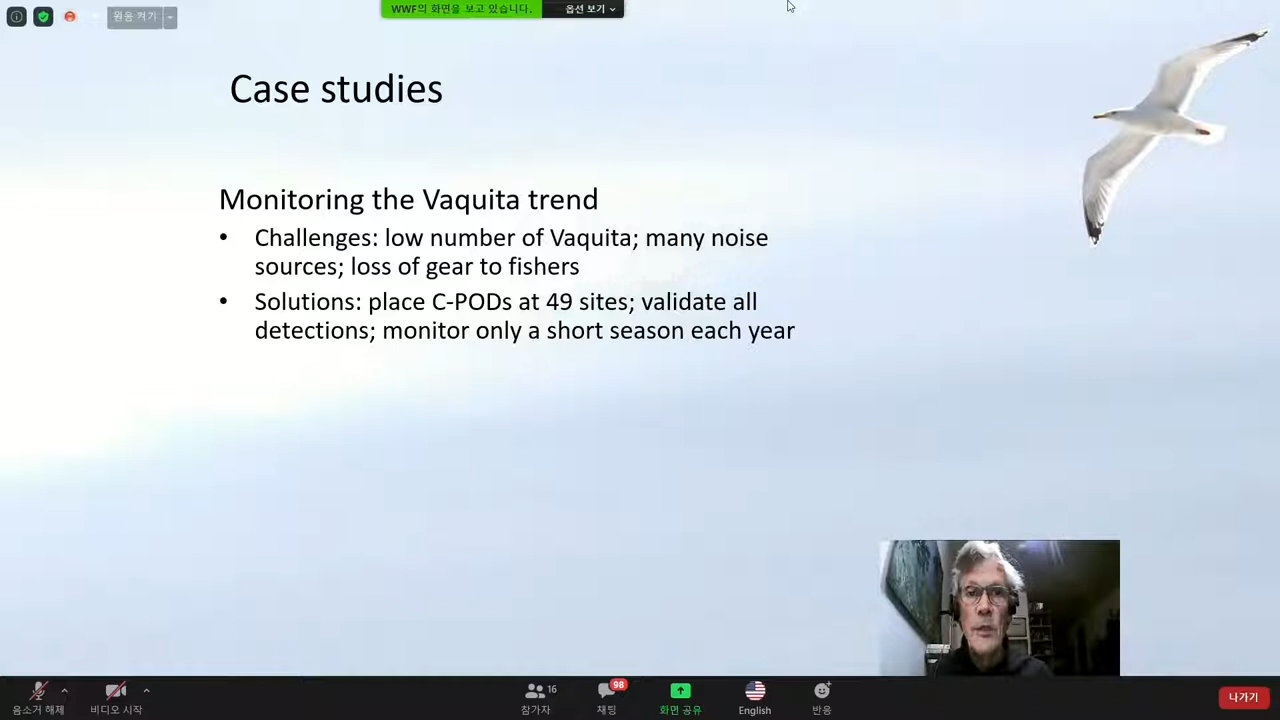 원음 켜기
WWF의 화면을 보고 있습니다.
옵션 보기
Case studies
Monitoring the Vaquita trend
• Challenges: low number of Vaquita; many noise
sources; loss of gear to fishers
• Solutions: place C-PODs at 49 sites; validate all
detections; monitor only a short season each year
음소거 해제
비디오 시작
16
참가자
98
채팅
화면 공유
English
반응
나가기